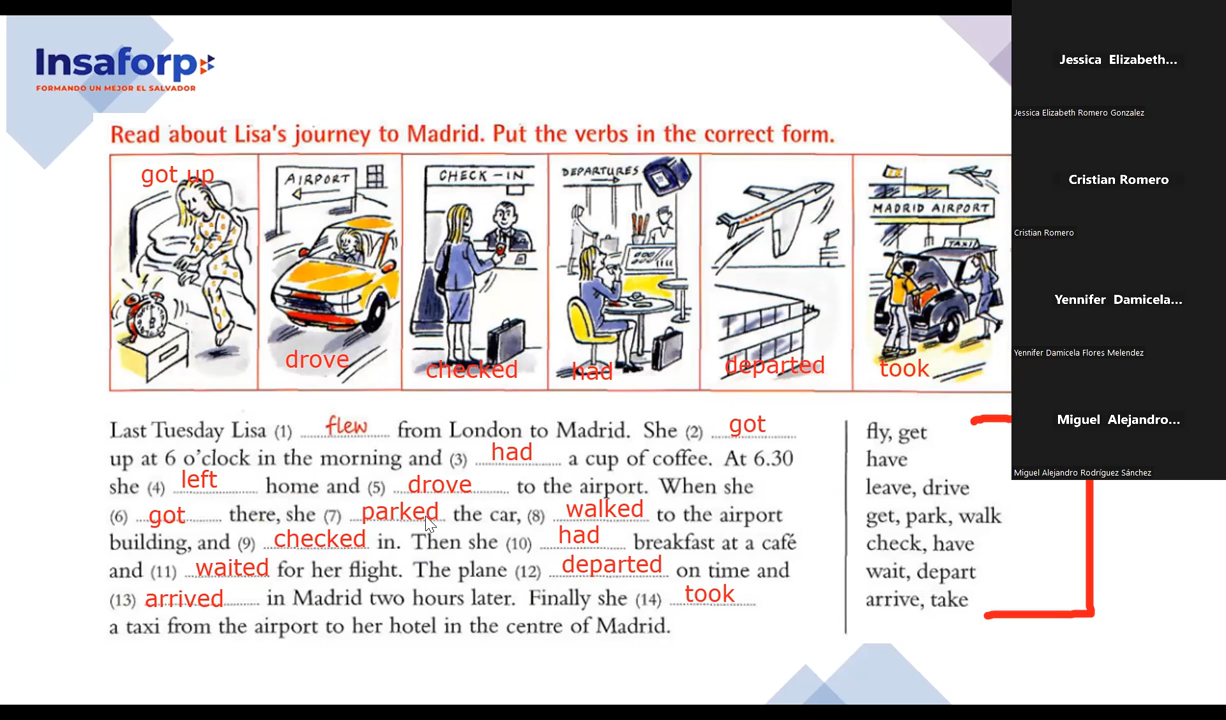 Insaforp
FORMANDO UN MEJOR EL SALVADOR
Read about Lisa's journey to Madrid. Put the verbs in the correct form.
got up
AIRPORT
CHECK-IN
DEPARTURES
MADRID AIRPORT
TAXI
drove
checked
had
departed
took
Last Tuesday Lisa (1) flew from London to Madrid. She (2) got
up at 6 o'clock in the morning and (3) had a cup of coffee. At 6.30
she (4) left home and (5) drove to the airport. When she
(6) got there, she (7) parked the car, (8) walked to the airport
building, and (9) checked in. Then she (10) had breakfast at a café
and (11) waited for her flight. The plane (12) departed on time and
(13) arrived in Madrid two hours later. Finally she (14) took
a taxi from the airport to her hotel in the centre of Madrid.
fly, get
have
leave, drive
get, park, walk
check, have
wait, depart
arrive, take
Jessica Elizabeth...
Jessica Elizabeth Romero Gonzalez
Cristian Romero
Cristian Romero
Yennifer Damicela...
Yennifer Damicela Flores Melendez
Miguel Alejandro...
Miguel Alejandro Rodríguez Sánchez